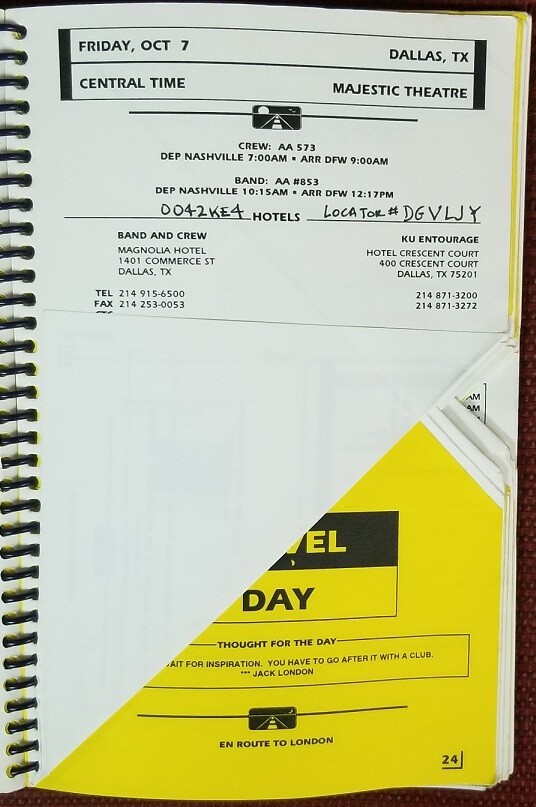 FRIDAY, OCT 7
DALLAS, TX
CENTRAL TIME
MAJESTIC THEATRE
CREW: AA 573
DEP NASHVILLE 7:00AM ▪ ARR DFW 9:00AM
BAND: AA #853
DEP NASHVILLE 10:15AM ▪ ARR DFW 12:17PM
0042KE4 HOTELS LOCATOR # DGVLJY
BAND AND CREW
MAGNOLIA HOTEL
1401 COMMERCE ST
DALLAS, TX
TEL 214 915-6500
FAX 214 253-0053
KU ENTOURAGE
HOTEL CRESCENT COURT
400 CRESCENT COURT
DALLAS, TX 75201
214 871-3200
214 871-3272
AM
AM
VEL
DAY
THOUGHT FOR THE DAY
AIT FOR INSPIRATION. YOU HAVE TO GO AFTER IT WITH A CLUB.
*** JACK LONDON
EN ROUTE TO LONDON
24